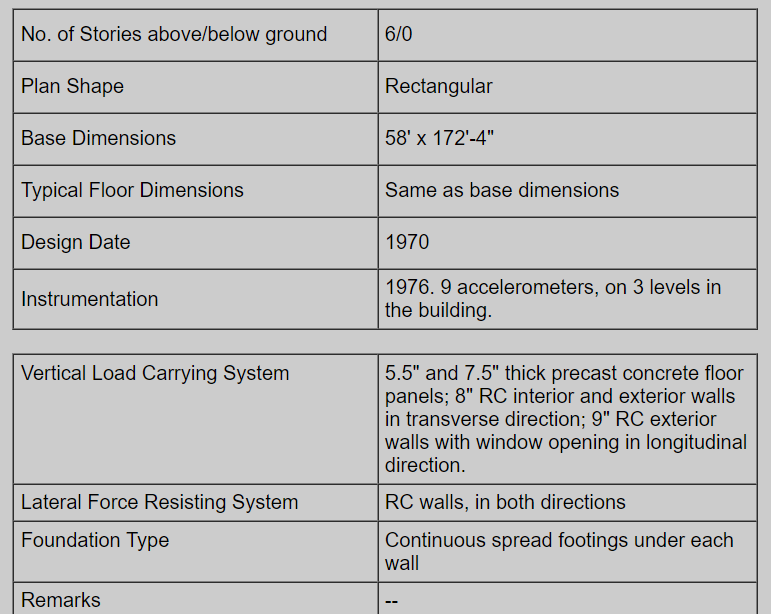 No. of Stories above/below ground
6/0
Plan Shape
Rectangular
Base Dimensions
58' x 172'-4"
Typical Floor Dimensions
Same as base dimensions
Design Date
1970
Instrumentation
1976. 9 accelerometers, on 3 levels in
the building.
Vertical Load Carrying System
5.5" and 7.5" thick precast concrete floor
panels; 8" RC interior and exterior walls
in transverse direction; 9" RC exterior
walls with window opening in longitudinal
direction.
Lateral Force Resisting System
RC walls, in both directions
Foundation Type
Continuous spread footings under each
wall
Remarks
--